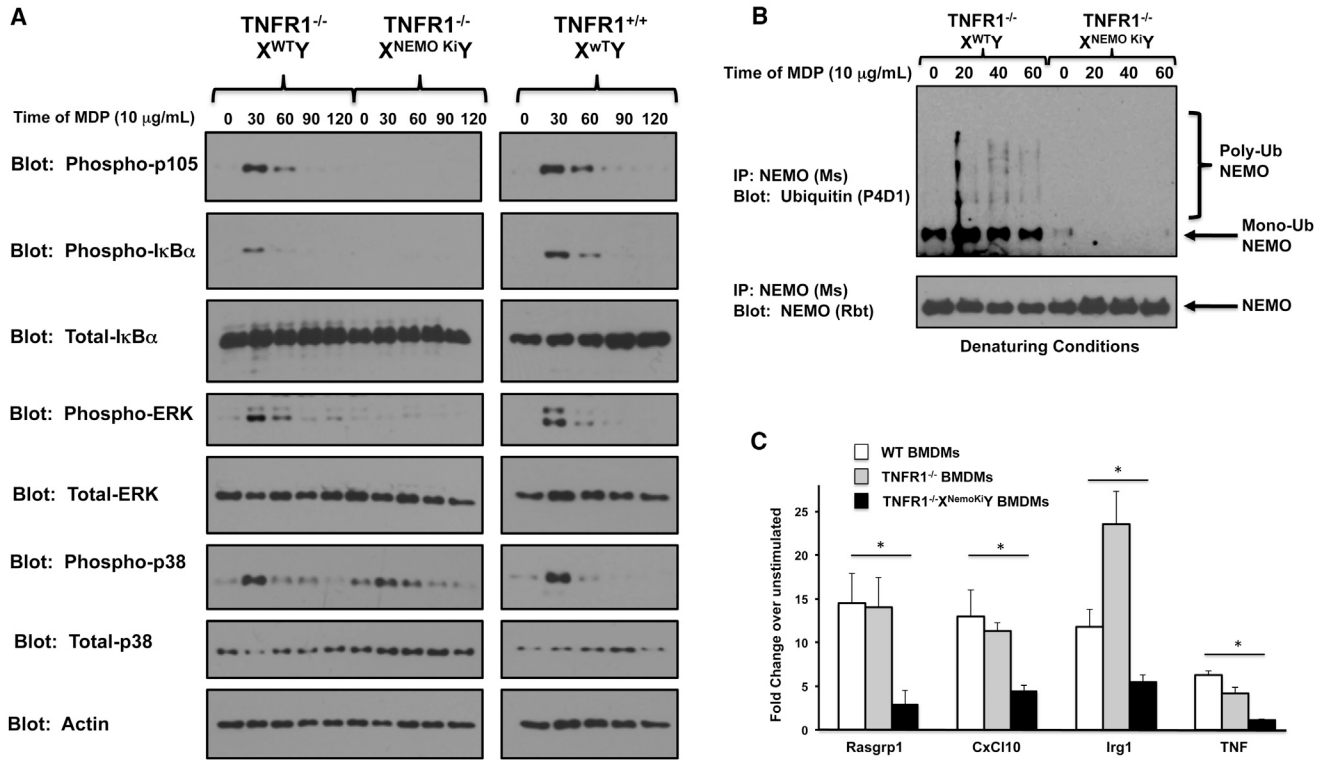 A
TNFR1-/- TNFR1-/- TNFR1+/+
XWTY XNEMO KiY XwTY
Time of MDP (10 μg/mL) 0 30 60 90 120 0 30 60 90 120 0 30 60 90 120
Blot: Phospho-p105
Blot: Phospho-IκBα
Blot: Total-IκBα
Blot: Phospho-ERK
Blot: Total-ERK
Blot: Phospho-p38
Blot: Total-p38
Blot: Actin
B
TNFR1-/- TNFR1-/-
XWTY XNEMO KiY
Time of MDP (10 μg/mL) 0 20 40 60 0 20 40 60
IP: NEMO (Ms)
Blot: Ubiquitin (P4D1)
Poly-Ub
NEMO
Mono-Ub
NEMO
IP: NEMO (Ms)
Blot: NEMO (Rbt)
NEMO
Denaturing Conditions
C
WT BMDMs
TNFR1-/- BMDMs
TNFR1-/-XNemoKiY BMDMs
Fold Change over unstimulated
25
20
15
10
5
0
* * * *
Rasgrp1 CxCl10 Irg1 TNF